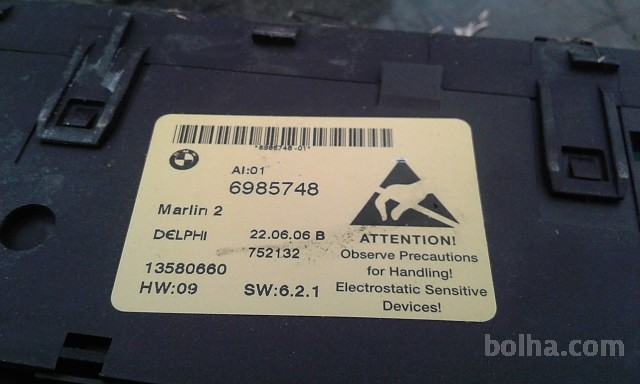 *6985748-01*
AI:01
6985748
Marlin 2
DELPHI 22.06.06 B
752132
13580660
HW:09 SW:6.2.1
ATTENTION!
Observe Precautions
for Handling!
Electrostatic Sensitive
Devices!
bolha.com